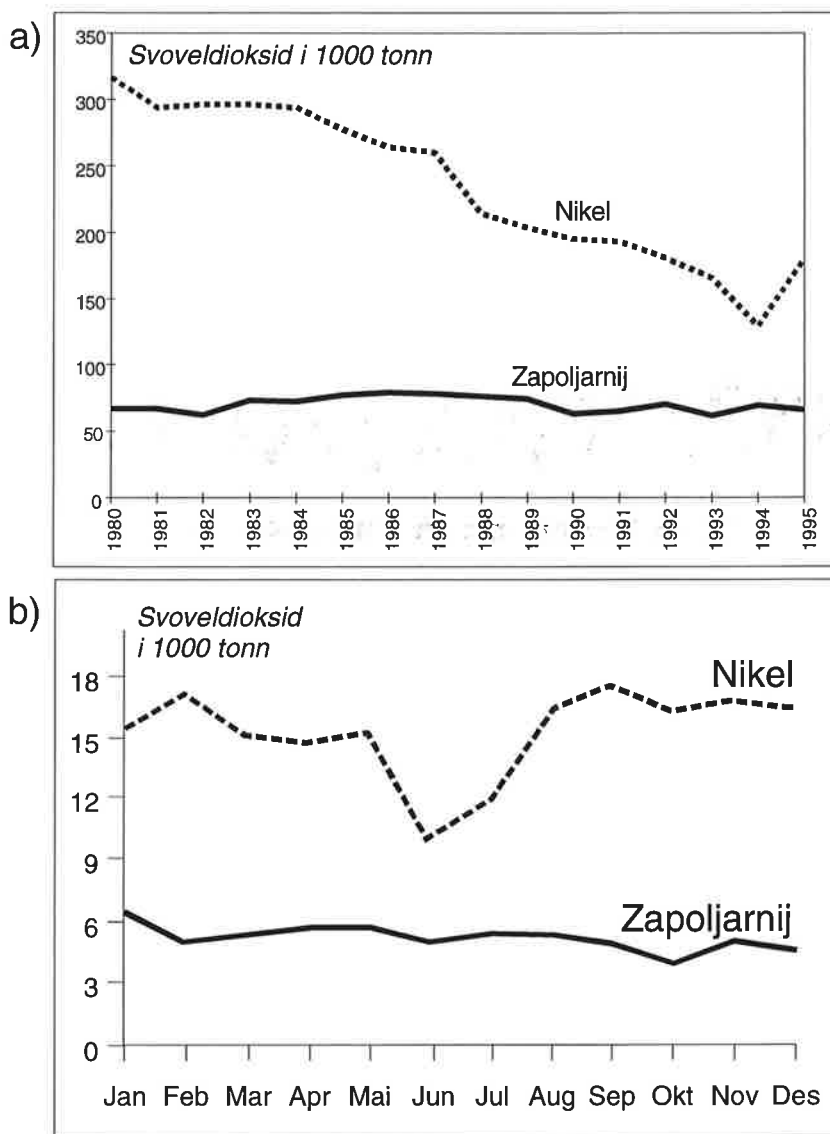 a)
Svoveldioksid i 1000 tonn
350
300
250
200
150
100
50
0
Nikel
Zapoljarnij
1980 1981 1982 1983 1984 1985 1986 1987 1988 1989 1990 1991 1992 1993 1994 1995
b)
Svoveldioksid
i 1000 tonn
18
15
12
9
6
3
0
Nikel
Zapoljarnij
Jan Feb Mar Apr Mai Jun Jul Aug Sep Okt Nov Des